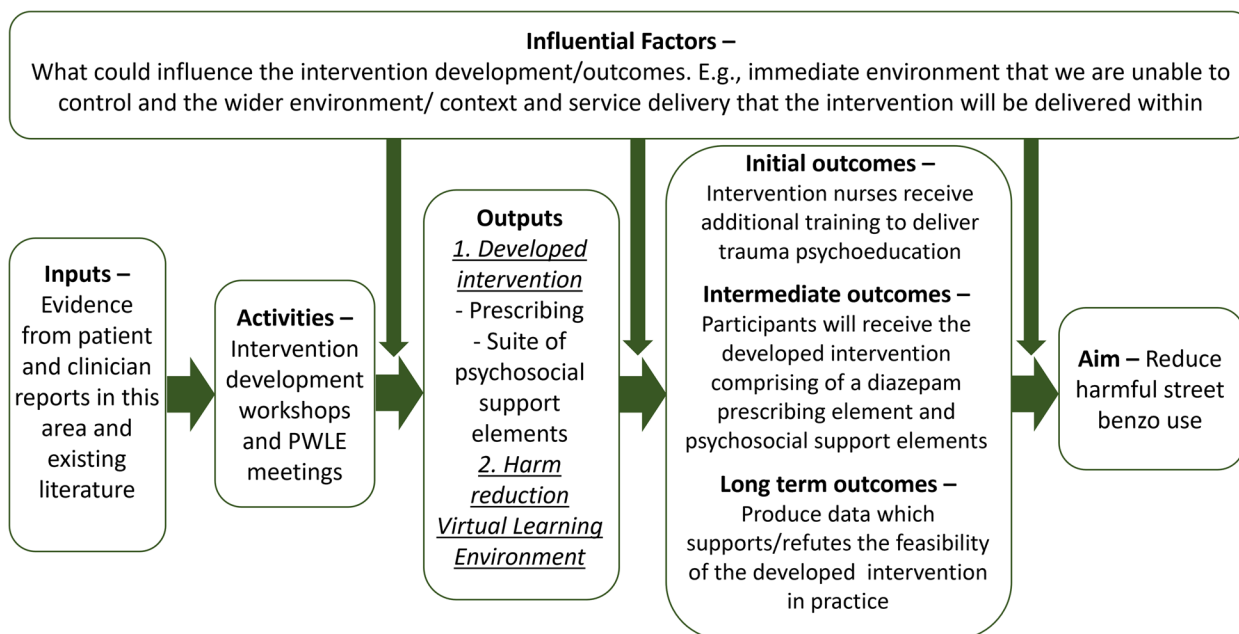 Influential Factors –
What could influence the intervention development/outcomes. E.g., immediate environment that we are unable to
control and the wider environment/ context and service delivery that the intervention will be delivered within
Inputs –
Evidence
from patient
and clinician
reports in this
area and
existing
literature
Activities –
Intervention
development
workshops
and PWLE
meetings
Outputs
1. Developed
intervention
- Prescribing
- Suite of
psychosocial
support
elements
2. Harm
reduction
Virtual Learning
Environment
Initial outcomes –
Intervention nurses receive
additional training to deliver
trauma psychoeducation
Intermediate outcomes –
Participants will receive the
developed intervention
comprising of a diazepam
prescribing element and
psychosocial support elements
Long term outcomes –
Produce data which
supports/refutes the feasibility
of the developed  intervention
in practice
Aim – Reduce
harmful street
benzo use